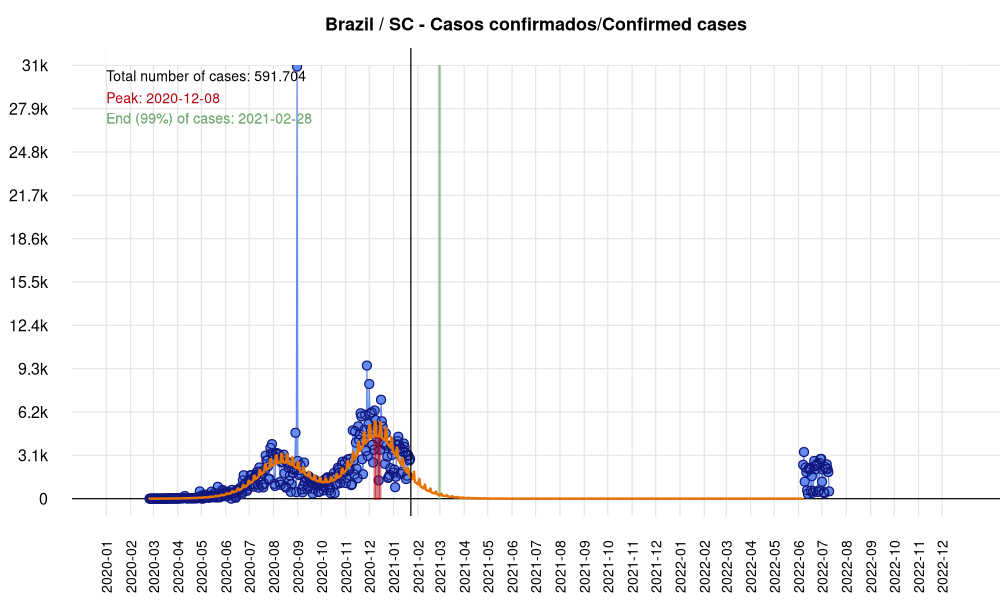 Brazil / SC - Casos confirmados/Confirmed cases
31k
Total number of cases: 591.704
Peak: 2020-12-08
27.9k
End (99%) of cases: 2021-02-28
24.8k
21.7k
18.6k
15.5k
12.4k
9.3k
6.2k
3.1k
0
2020-01
2020-02
2020-03
2020-04
2020-05
2020-06
2020-07
2020-08
2020-09
2020-10
2020-11
2020-12
2021-01
2021-02
2021-03
2021-04
2021-05
2021-06
2021-07
2021-08
2021-09
2021-10
2021-11
2021-12
2022-01
2022-02
2022-03
2022-04
2022-05
2022-06
2022-07
2022-08
2022-09
2022-10
2022-11
2022-12